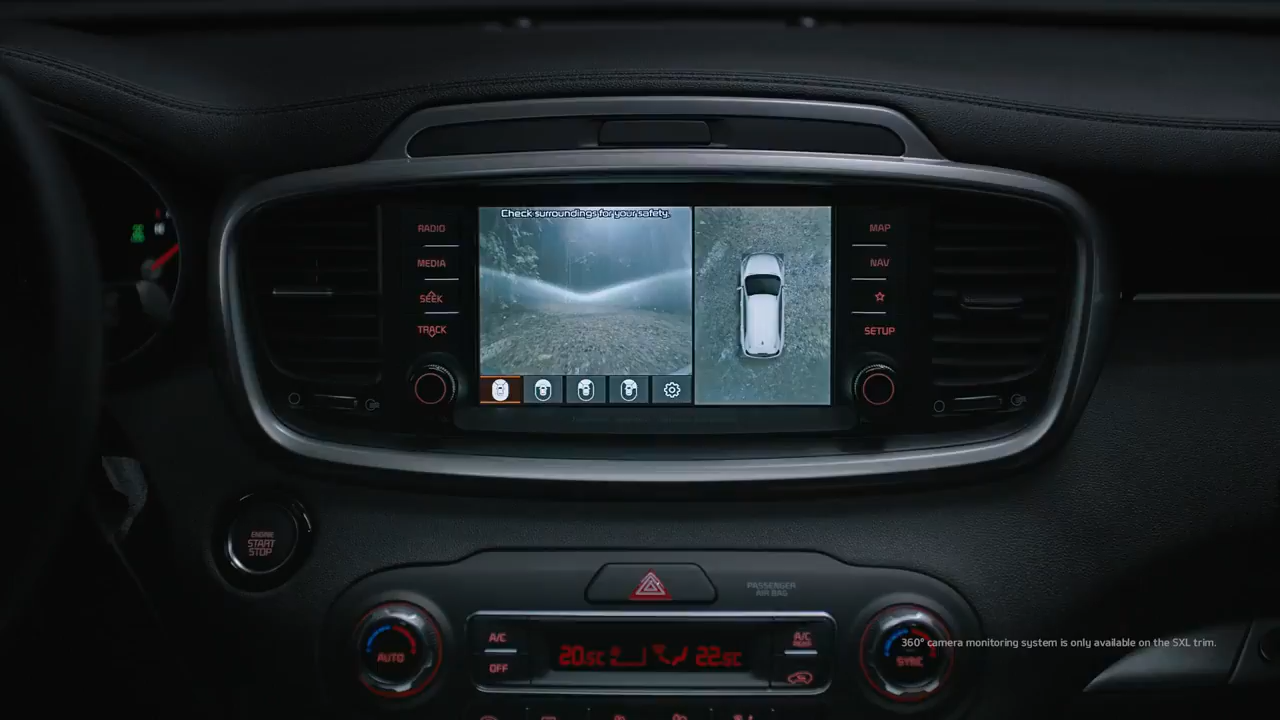 Check surroundings for your safety.
RADIO
MEDIA
SEEK
TRACK
MAP
NAV
SETUP
ENGINE
START
STOP
PASSENGER
AIR BAG
A/C
OFF
20.5C
22.5C
A/C
AUTO
SYNC
360° camera monitoring system is only available on the SXL trim.